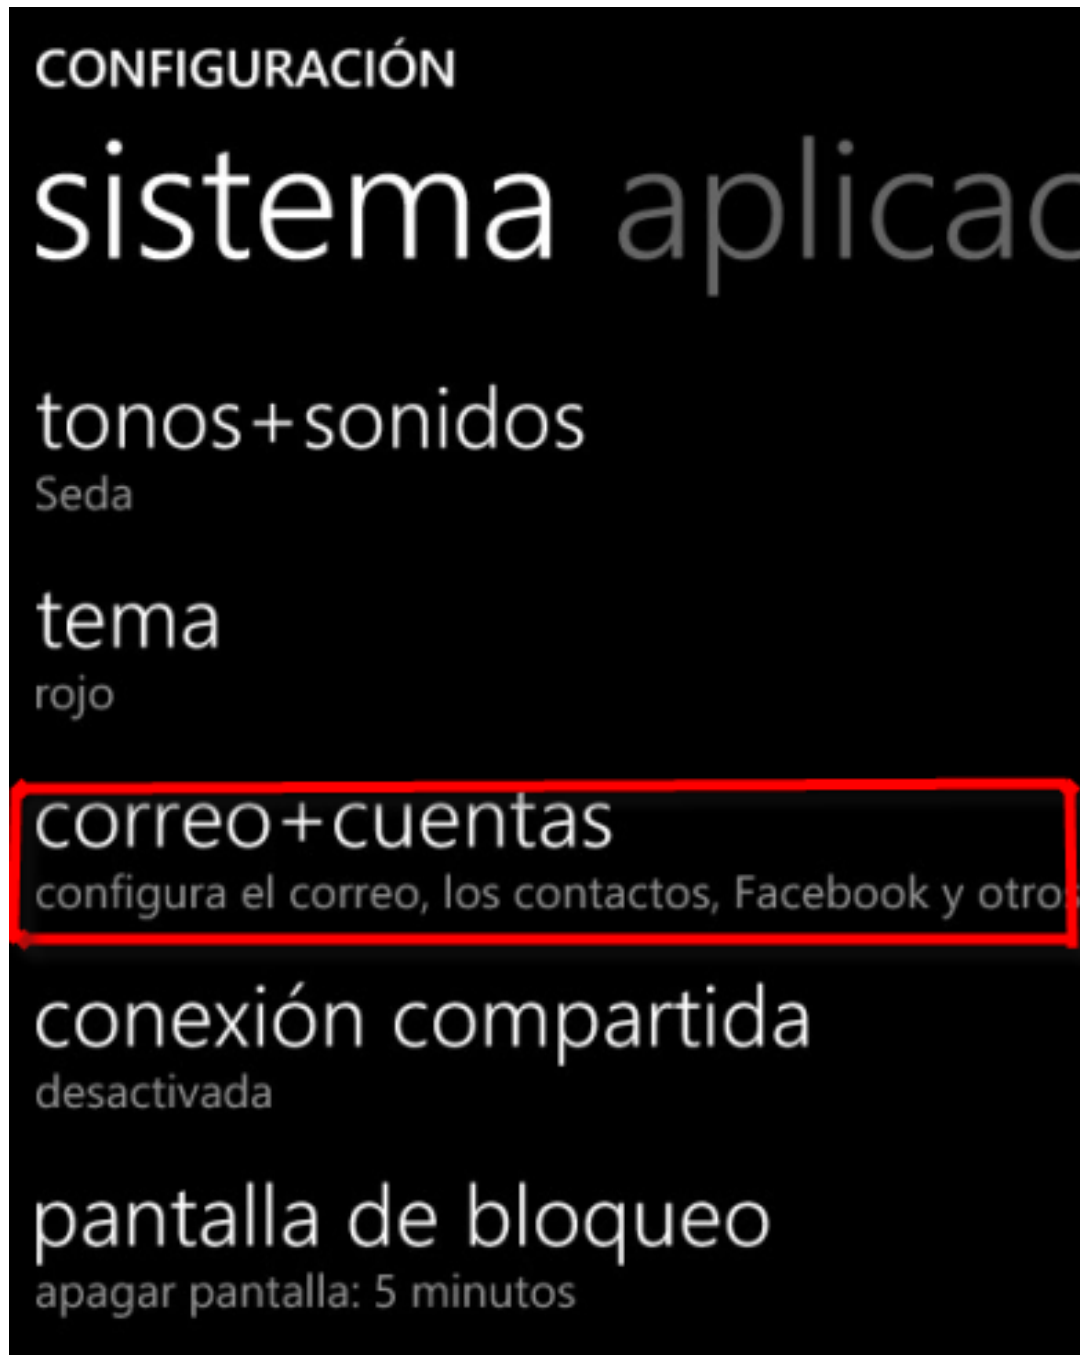 CONFIGURACIÓN
sistema aplicac
tonos+sonidos
Seda
tema
rojo
correo+cuentas
configura el correo, los contactos, Facebook y otros
conexión compartida
desactivada
pantalla de bloqueo
apagar pantalla: 5 minutos